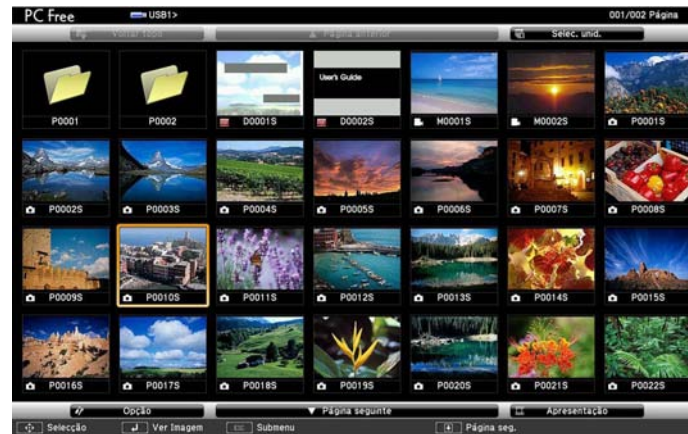 PC Free USB1> 001/002 Página
Voltar topo ▲ Página anterior Selec. unid.
User's Guide
P0001 P0002 D0001S D0002S M0001S M0002S P0001S
P0002S P0003S P0004S P0005S P0006S P0007S P0008S
P0009S P0010S P0011S P0012S P0013S P0014S P0015S
P0016S P0017S P0018S P0019S P0020S P0021S P0022S
Opção ▼ Página seguinte Apresentação
Selecção Ver Imagem Esc Submenu Página seg.